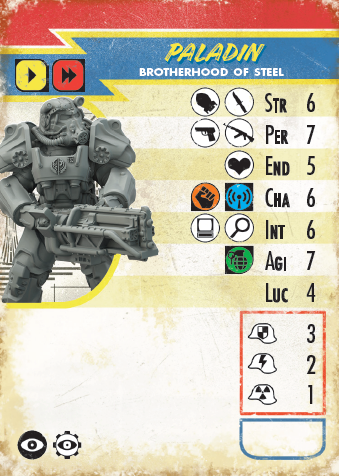 PALADIN
BROTHERHOOD OF STEEL
STR 6
PER 7
END 5
CHA 6
INT 6
AGI 7
LUC 4
3
2
1